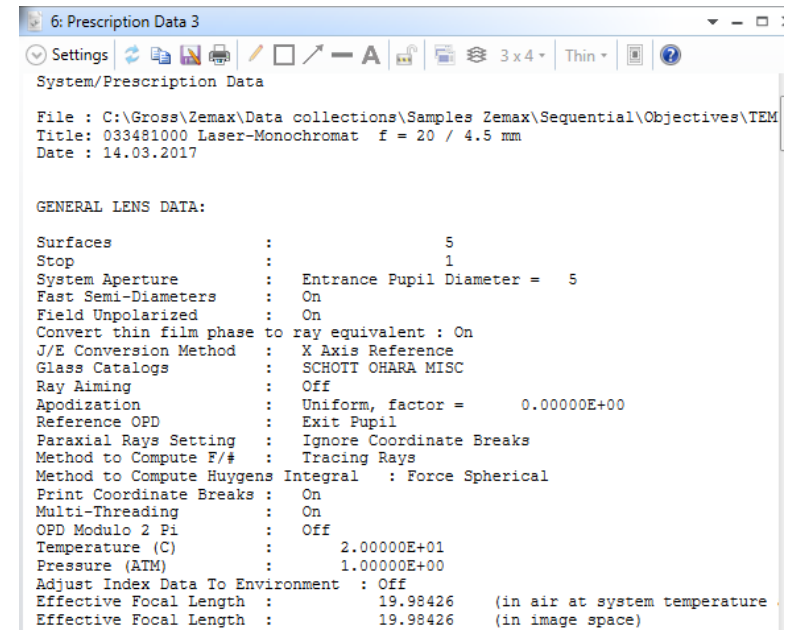 6: Prescription Data 3
Settings A 3 x 4 Thin
System/Prescription Data
File : C:\Gross\Zemax\Data collections\Samples Zemax\Sequential\Objectives\TEM
Title: 033481000 Laser-Monochromat f = 20 / 4.5 mm
Date : 14.03.2017
GENERAL LENS DATA:
Surfaces : 5
Stop : 1
System Aperture : Entrance Pupil Diameter = 5
Fast Semi-Diameters : On
Field Unpolarized : On
Convert thin film phase to ray equivalent : On
J/E Conversion Method : X Axis Reference
Glass Catalogs : SCHOTT OHARA MISC
Ray Aiming : Off
Apodization : Uniform, factor = 0.00000E+00
Reference OPD : Exit Pupil
Paraxial Rays Setting : Ignore Coordinate Breaks
Method to Compute F/# : Tracing Rays
Method to Compute Huygens Integral : Force Spherical
Print Coordinate Breaks : On
Multi-Threading : On
OPD Modulo 2 Pi : Off
Temperature (C) : 2.00000E+01
Pressure (ATM) : 1.00000E+00
Adjust Index Data To Environment : Off
Effective Focal Length : 19.98426 (in air at system temperature
Effective Focal Length : 19.98426 (in image space)